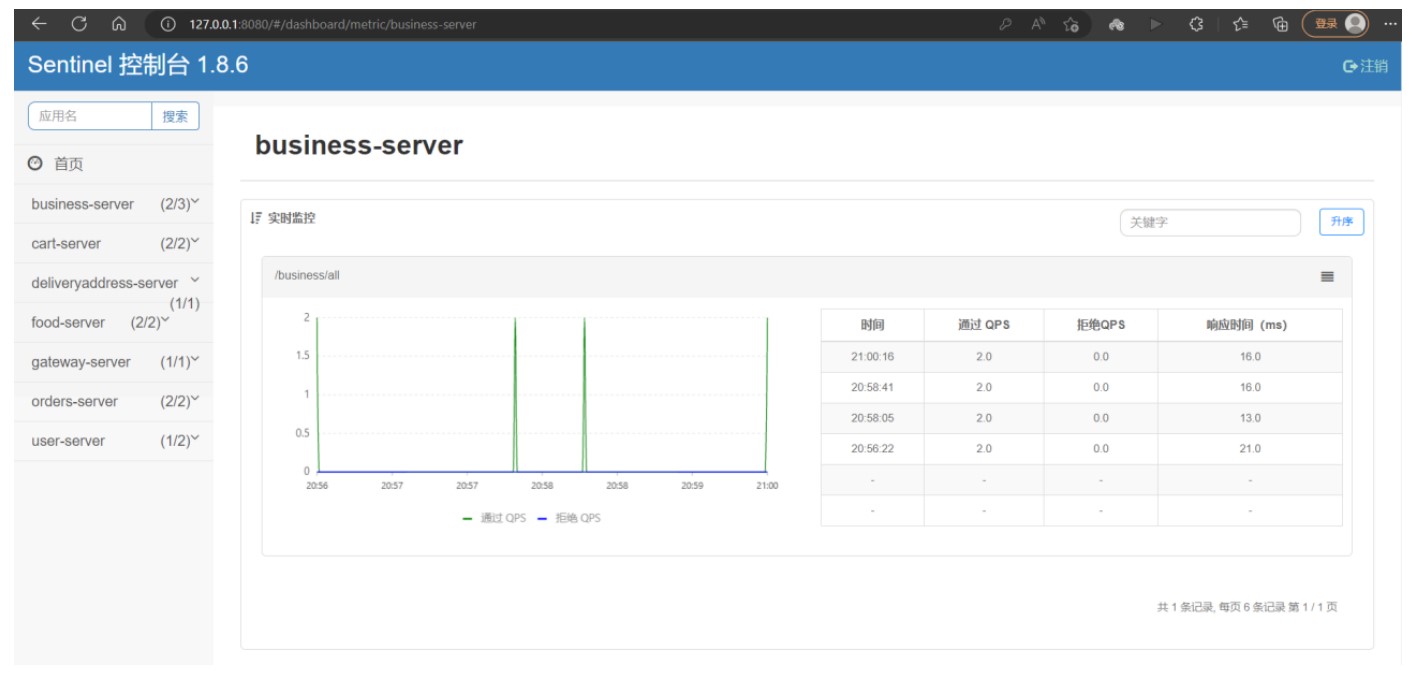 127.0.0.1:8080/#/dashboard/metric/business-server
登录
Sentinel 控制台 1.8.6
注销
应用名
搜索
首页
business-server (2/3)
cart-server (2/2)
deliveryaddress-server
(1/1)
food-server (2/2)
gateway-server (1/1)
orders-server (2/2)
user-server (1/2)
business-server
实时监控
关键字
升序
/business/all
2
1.5
1
0.5
0
20:56 20:57 20:57 20:58 20:58 20:59 21:00
通过 QPS 拒绝 QPS
时间 通过 QPS 拒绝QPS 响应时间 (ms)
21:00:16 2.0 0.0 16.0
20:58:41 2.0 0.0 16.0
20:58:05 2.0 0.0 13.0
20:56:22 2.0 0.0 21.0
- - - -
- - - -
共 1 条记录, 每页 6 条记录 第 1 / 1 页